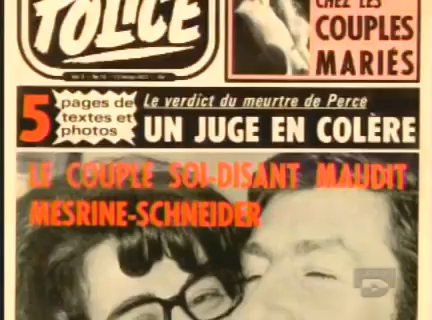 POLICE
CHEZ LES
COUPLES
MARIÉS
5 pages de
textes et
photos
Le verdict du meurtre de Percé
UN JUGE EN COLÈRE
LE COUPLE SOI-DISANT MAUDIT
MESRINE-SCHNEIDER